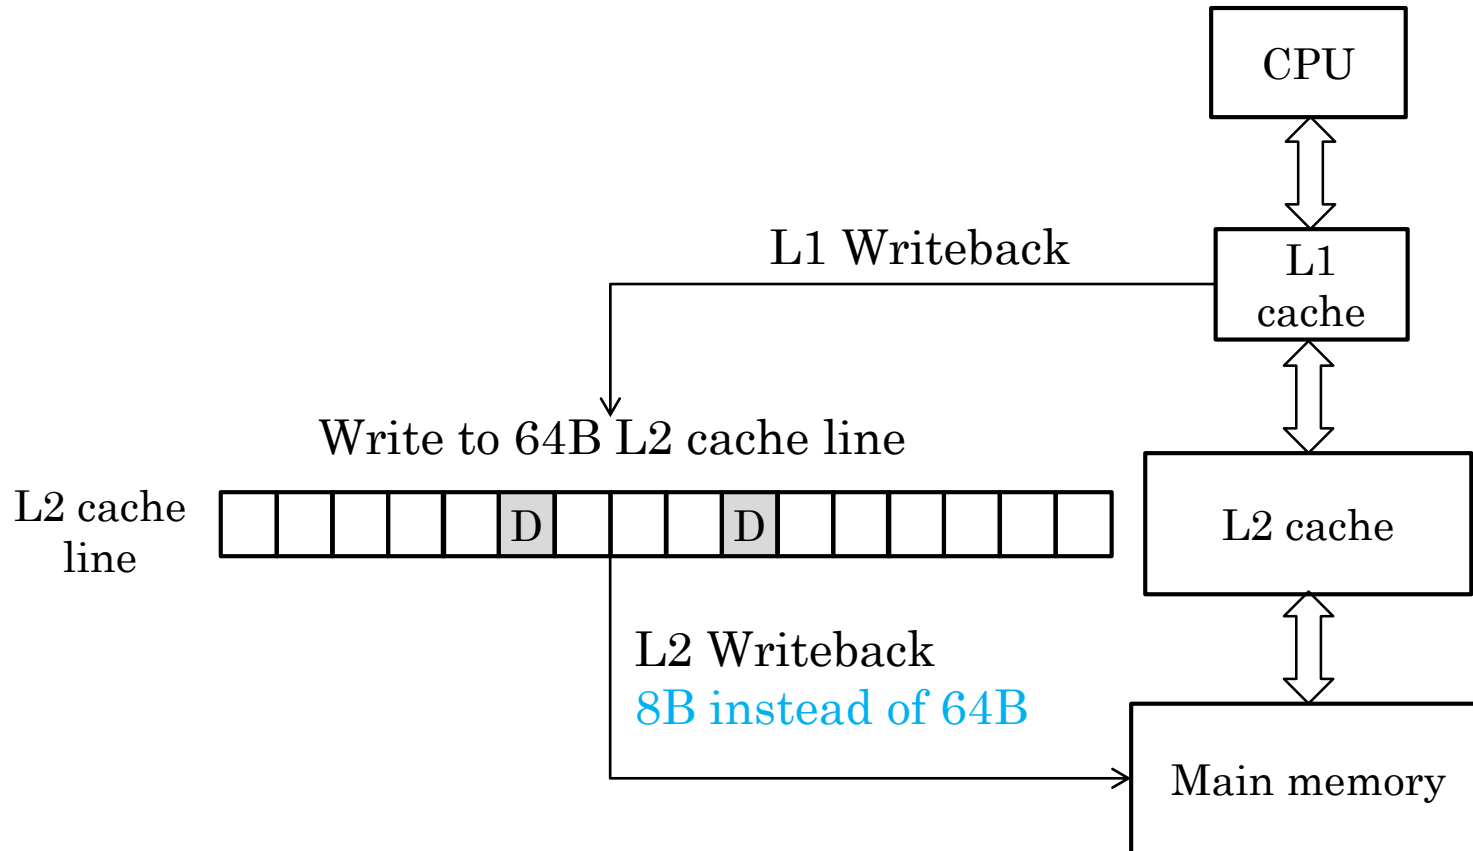 CPU
L1 Writeback
L1
cache
Write to 64B L2 cache line
L2 cache
line
D
D
L2 cache
L2 Writeback
8B instead of 64B
Main memory